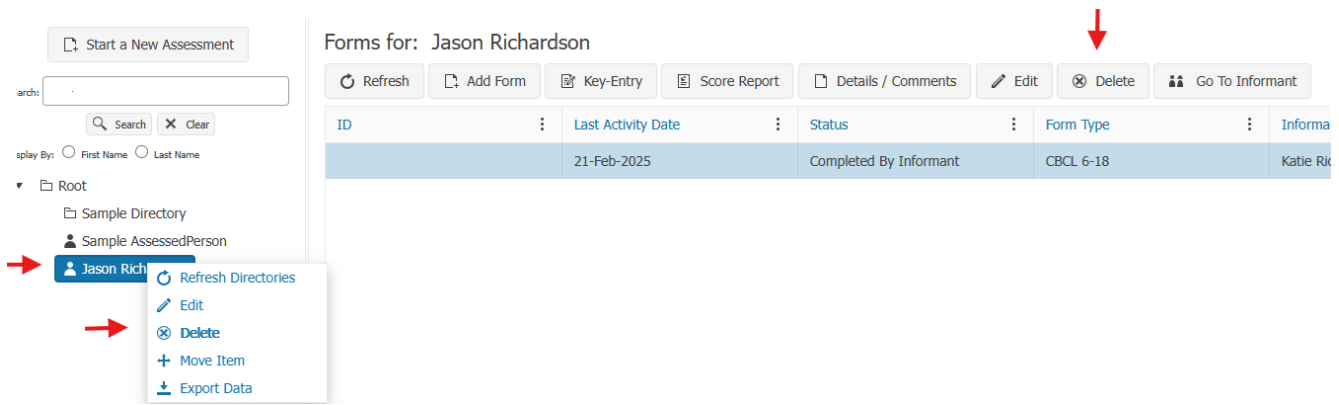 Start a New Assessment
arch:
Search Clear
splay By: First Name Last Name
Root
Sample Directory
Sample AssessedPerson
Jason Rich
Refresh Directories
Edit
Delete
Move Item
Export Data
Forms for: Jason Richardson
Refresh Add Form Key-Entry Score Report Details / Comments Edit Delete Go To Informant
ID Last Activity Date Status Form Type Informa
21-Feb-2025 Completed By Informant CBCL 6-18 Katie Ric